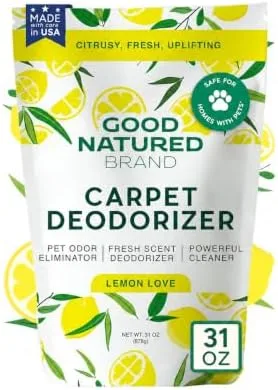 MADE
with care in
USA
CITRUSY, FRESH, UPLIFTING
SAFE FOR
HOMES WITH PETS
GOOD
NATURED
BRAND
CARPET
DEODORIZER
PET ODOR
ELIMINATOR
FRESH SCENT
DEODORIZER
POWERFUL
CLEANER
LEMON LOVE
NET WT. 31 OZ
31
OZ